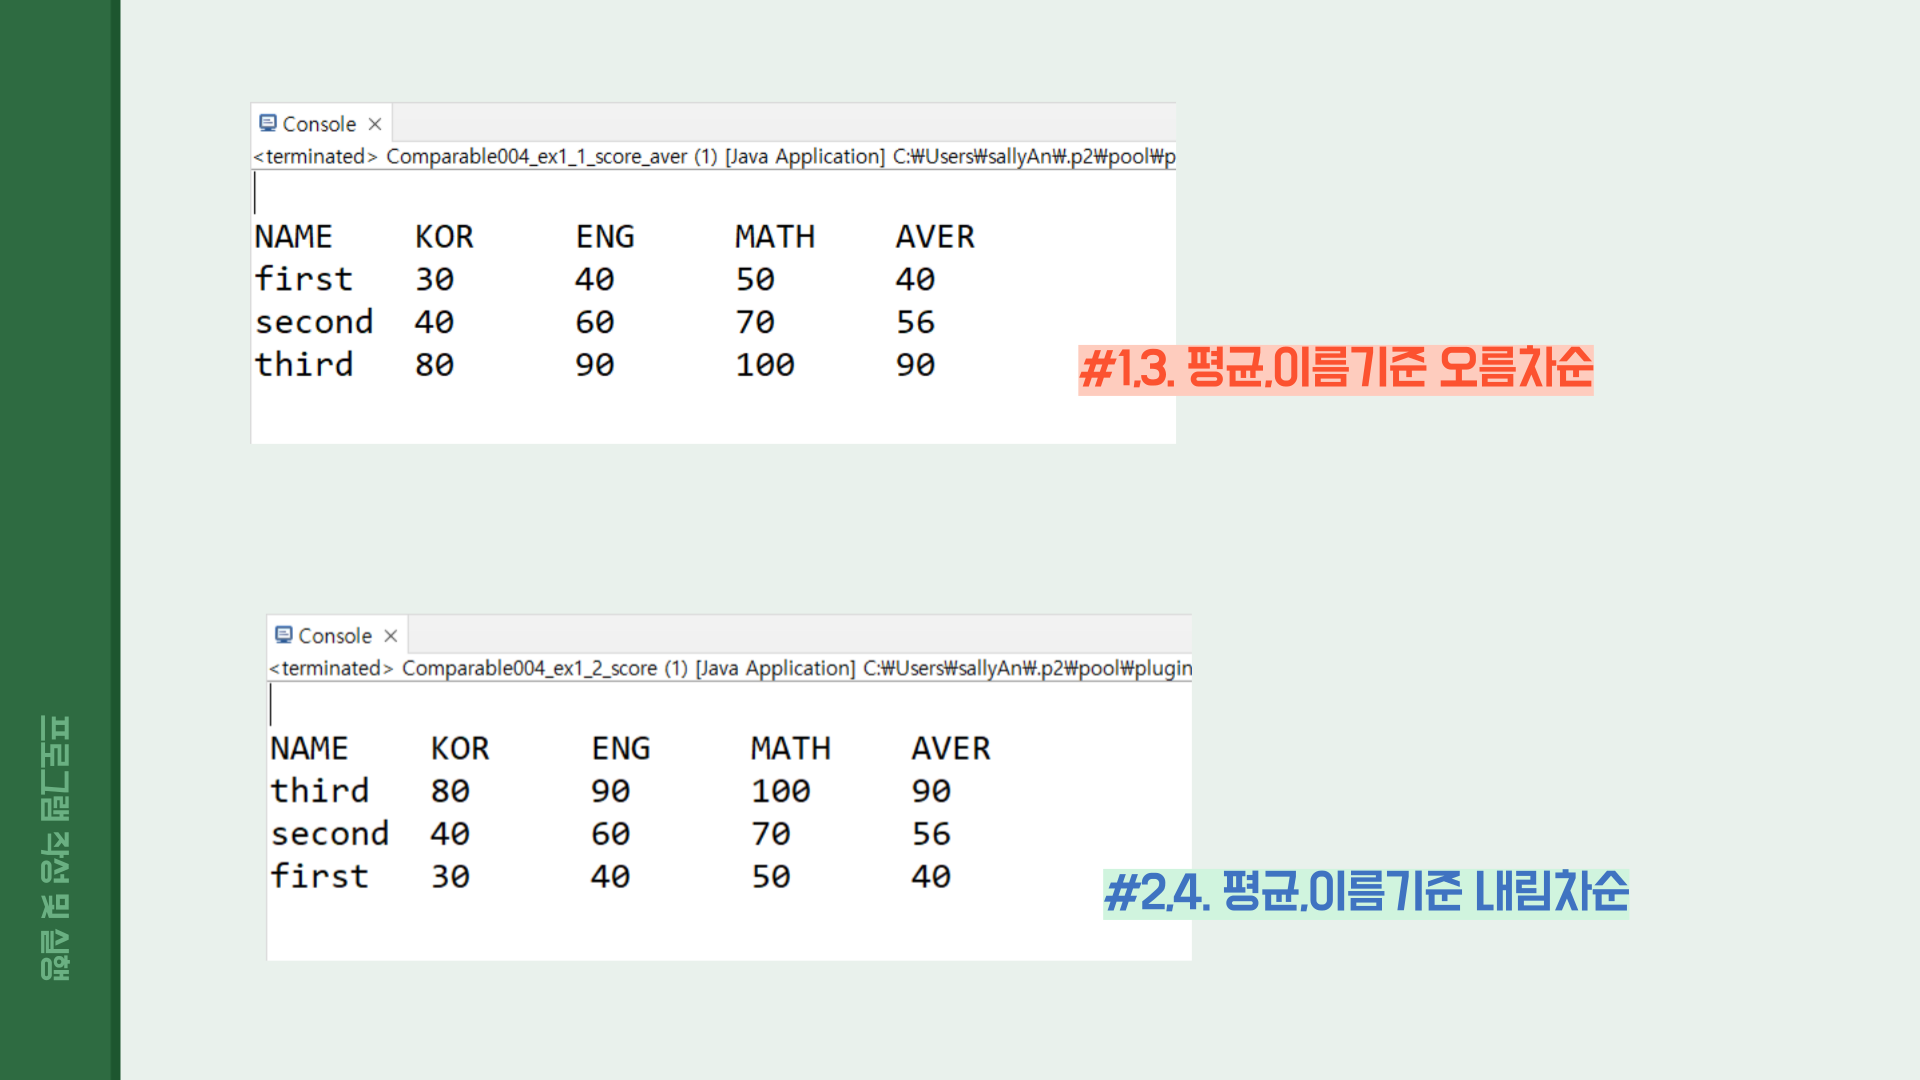 Console
<terminated> Comparable004_ex1_1_score_aver (1) [Java Application] C:₩Users₩sallyAn₩.p2₩pool₩p
NAME KOR ENG MATH AVER
first 30 40 50 40
second 40 60 70 56
third 80 90 100 90
#1,3. 평균,이름기준 오름차순
Console
<terminated> Comparable004_ex1_2_score (1) [Java Application] C:₩Users₩sallyAn₩.p2₩pool₩plugin
NAME KOR ENG MATH AVER
third 80 90 100 90
second 40 60 70 56
first 30 40 50 40
#2,4. 평균,이름기준 내림차순
프로그램 작성 및 실행